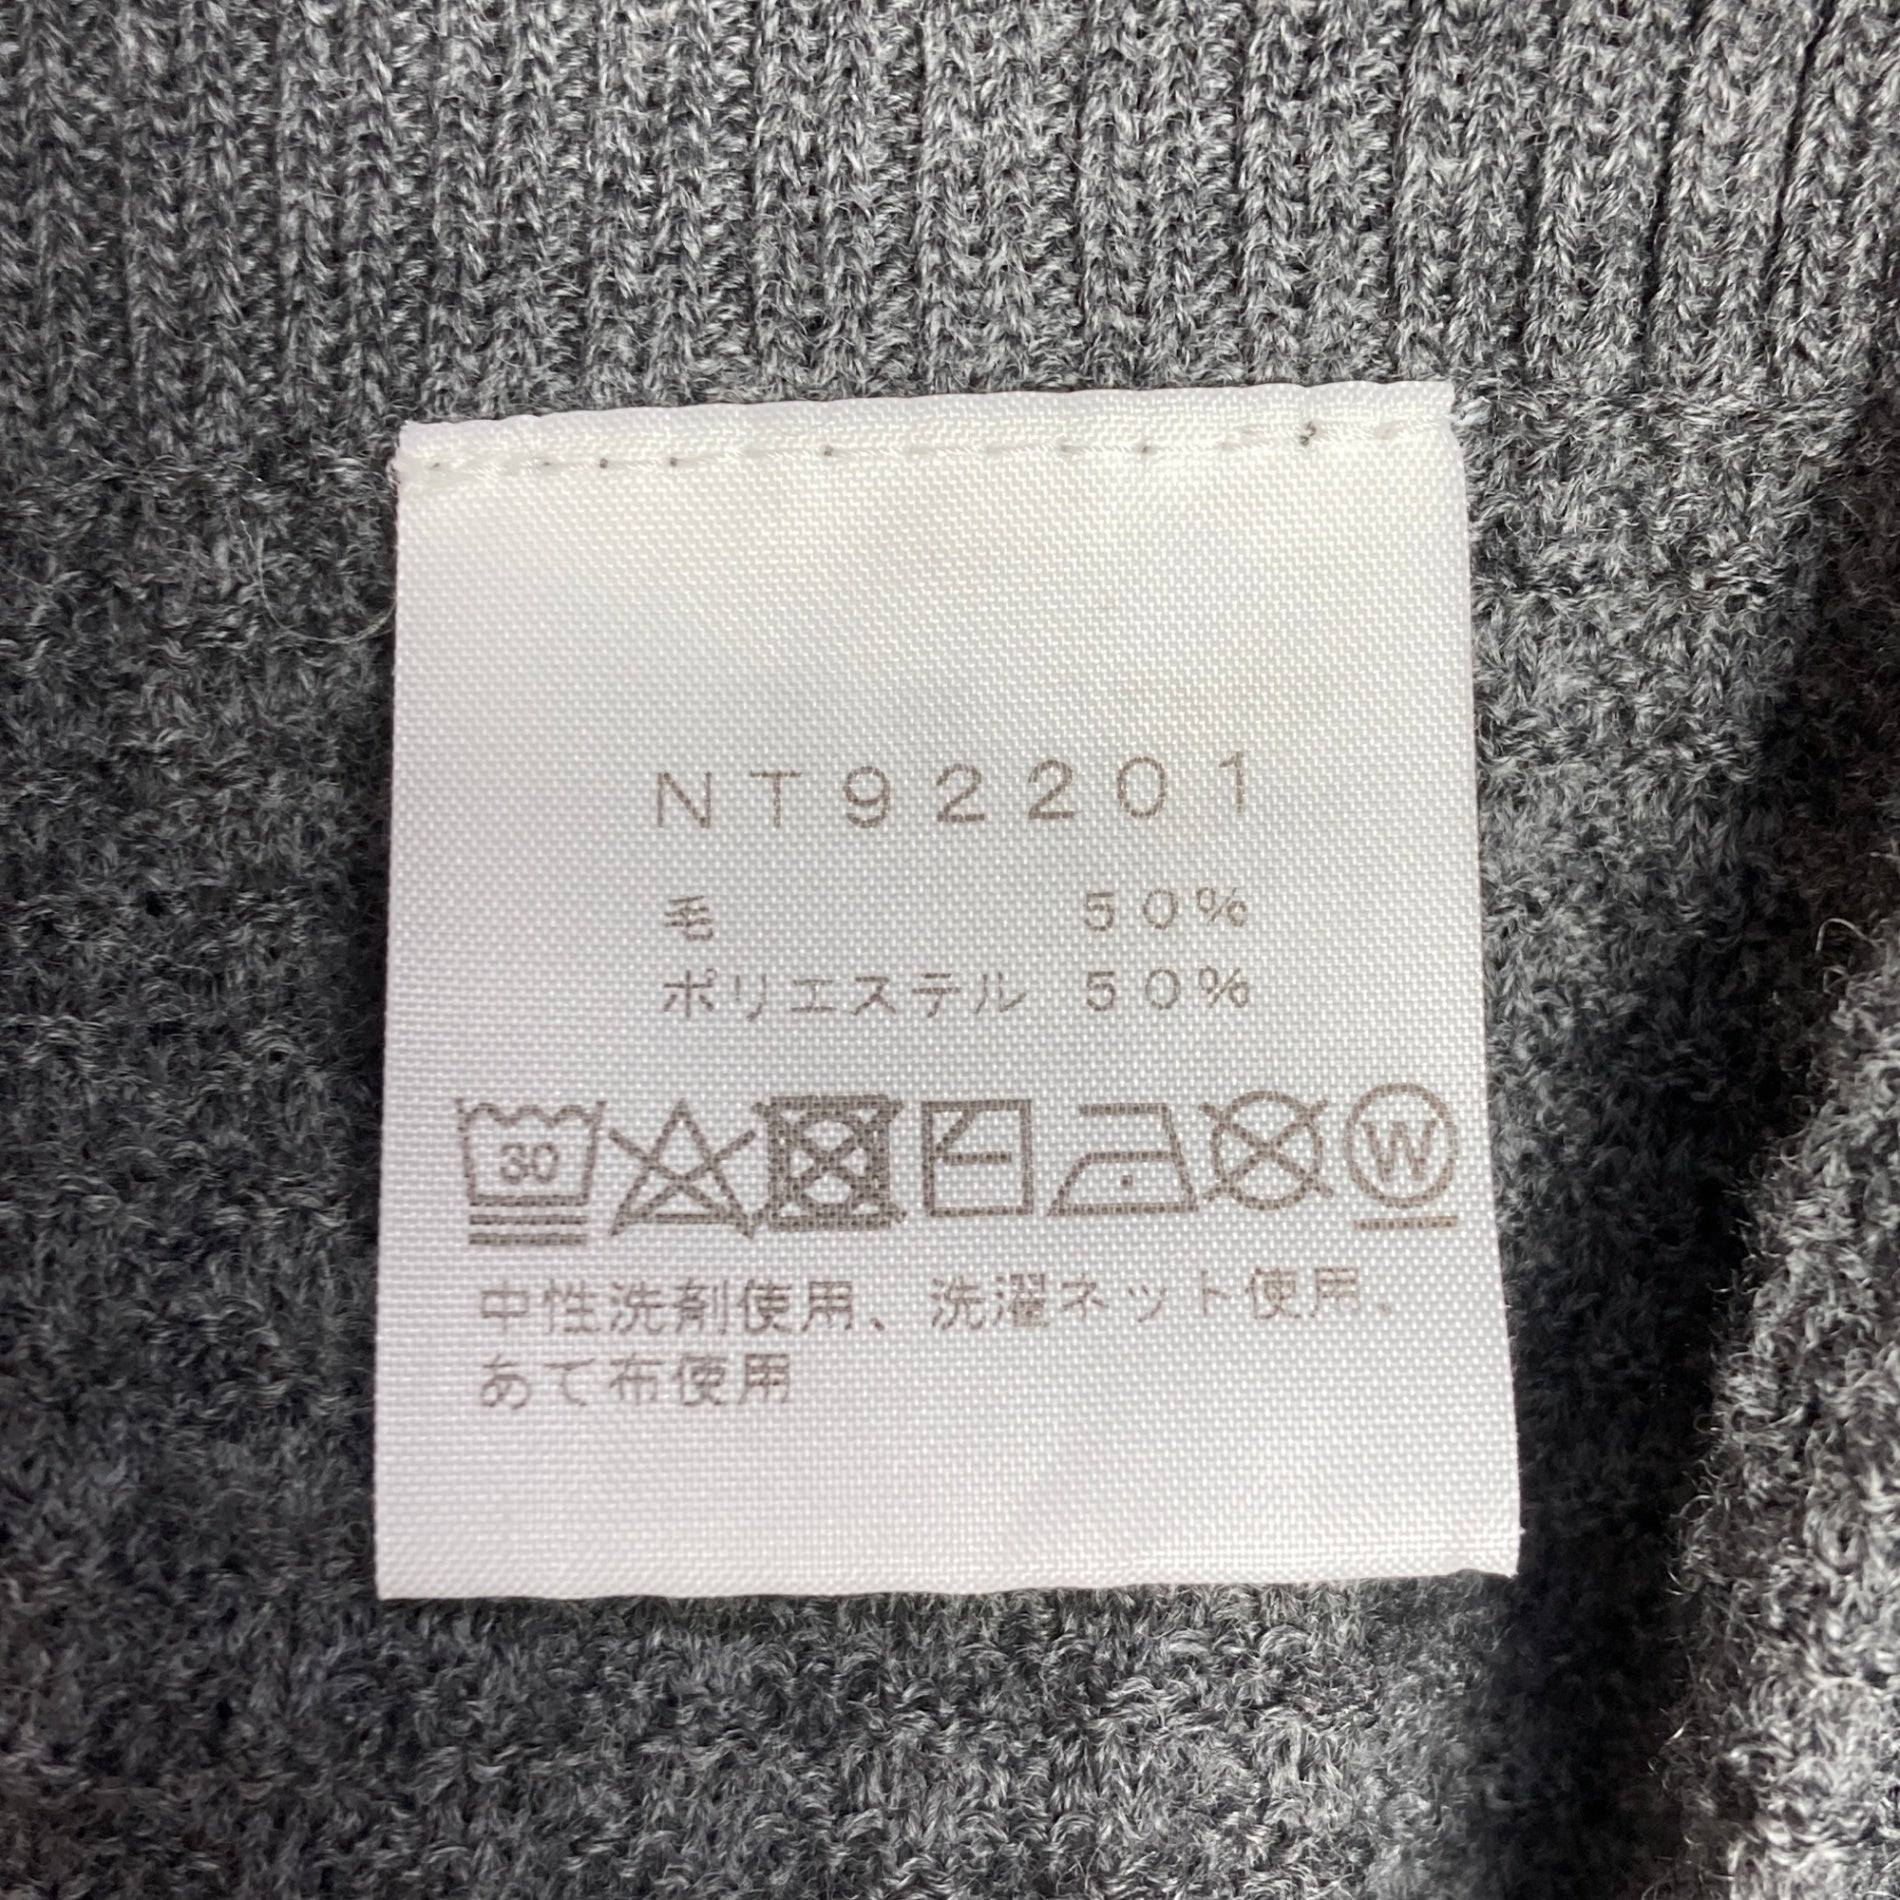 NT92201
毛 50%
ポリエステル 50%
30 W
中性洗剤使用、洗濯ネット使用、
あて布使用